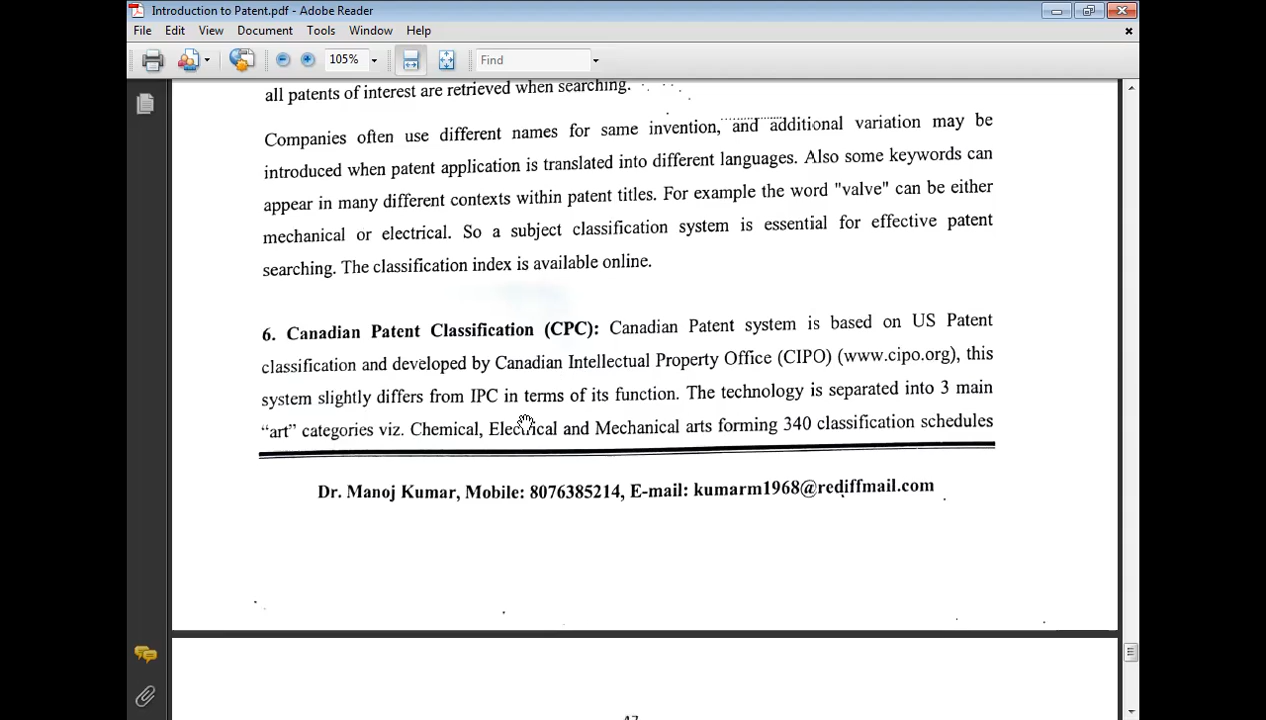 Introduction to Patent.pdf - Adobe Reader
File Edit View Document Tools Window Help
105% Find
all patents of interest are retrieved when searching.
Companies often use different names for same invention, and additional variation may be
introduced when patent application is translated into different languages. Also some keywords can
appear in many different contexts within patent titles. For example the word "valve" can be either
mechanical or electrical. So a subject classification system is essential for effective patent
searching. The classification index is available online.
6. Canadian Patent Classification (CPC): Canadian Patent system is based on US Patent
classification and developed by Canadian Intellectual Property Office (CIPO) (www.cipo.org), this
system slightly differs from IPC in terms of its function. The technology is separated into 3 main
“art” categories viz. Chemical, Electrical and Mechanical arts forming 340 classification schedules
Dr. Manoj Kumar, Mobile: 8076385214, E-mail: kumarm1968@rediffmail.com